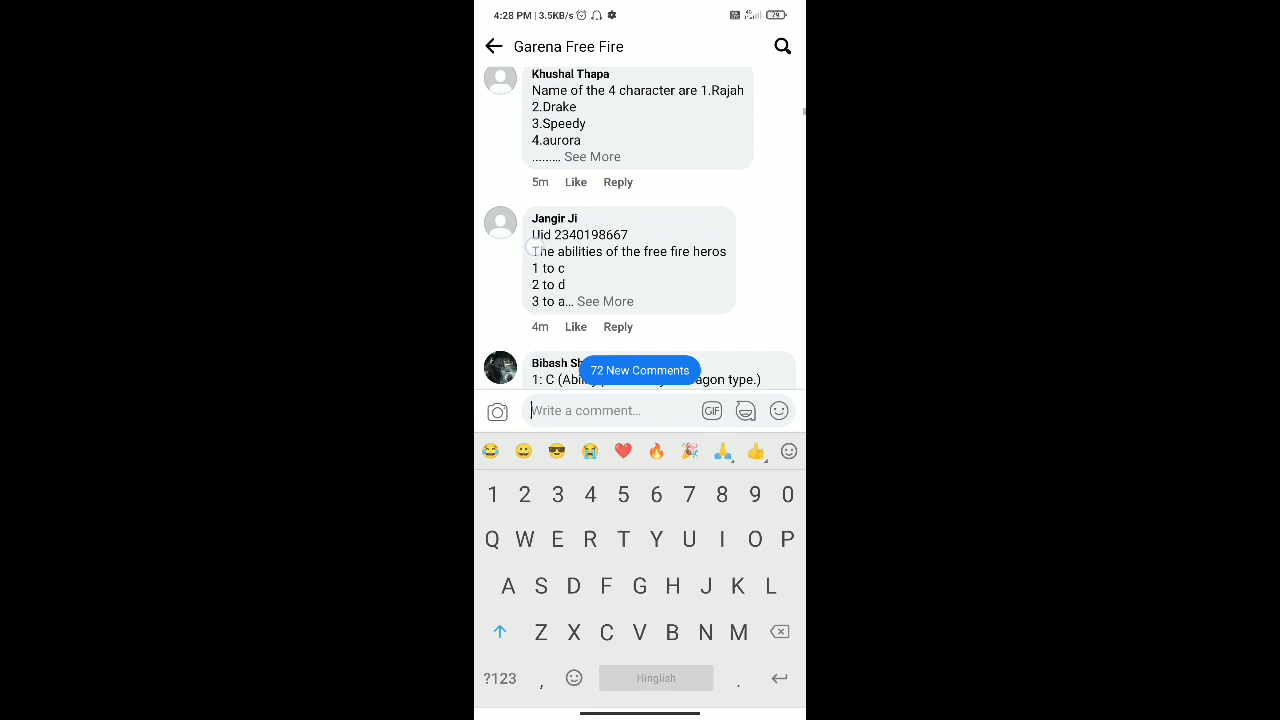 4:28 PM | 3.5KB/s 4G 79
Garena Free Fire
Khushal Thapa
Name of the 4 character are 1.Rajah
2.Drake
3.Speedy
4.aurora
......... See More
5m Like Reply
Jangir Ji
Uid 2340198667
The abilities of the free fire heros
1 to c
2 to d
3 to a... See More
4m Like Reply
Bibash
72 New Comments
1: C
type.)
Write a comment...
GIF
1 2 3 4 5 6 7 8 9 0
Q W E R T Y U I O P
A S D F G H J K L
Z X C V B N M
?123 , Hinglish .